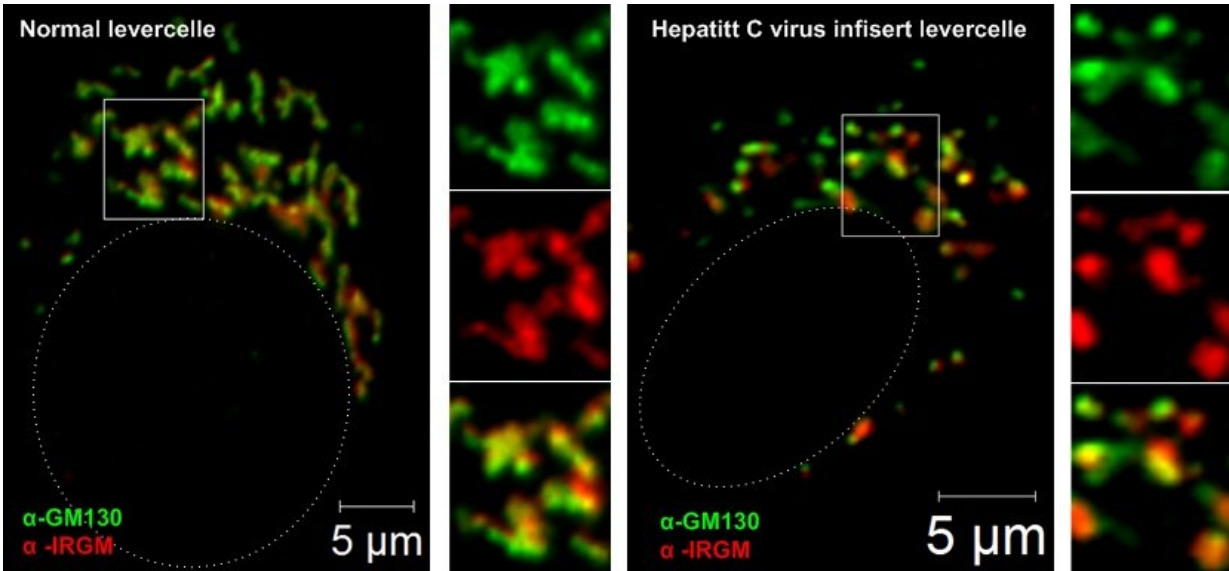 Normal levercelle
α-GM130
α -IRGM
5 μm
Hepatitt C virus infisert levercelle
α-GM130
α -IRGM
5 μm